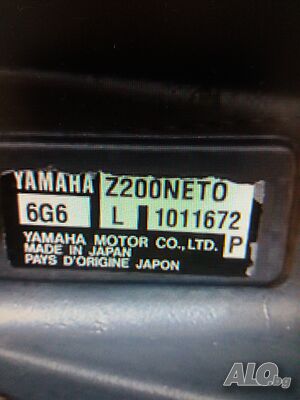 YAMAHA Z200NETO
6G6 L 1011672
YAMAHA MOTOR CO., LTD. P
MADE IN JAPAN
PAYS D'ORIGINE JAPON
ALO.bg